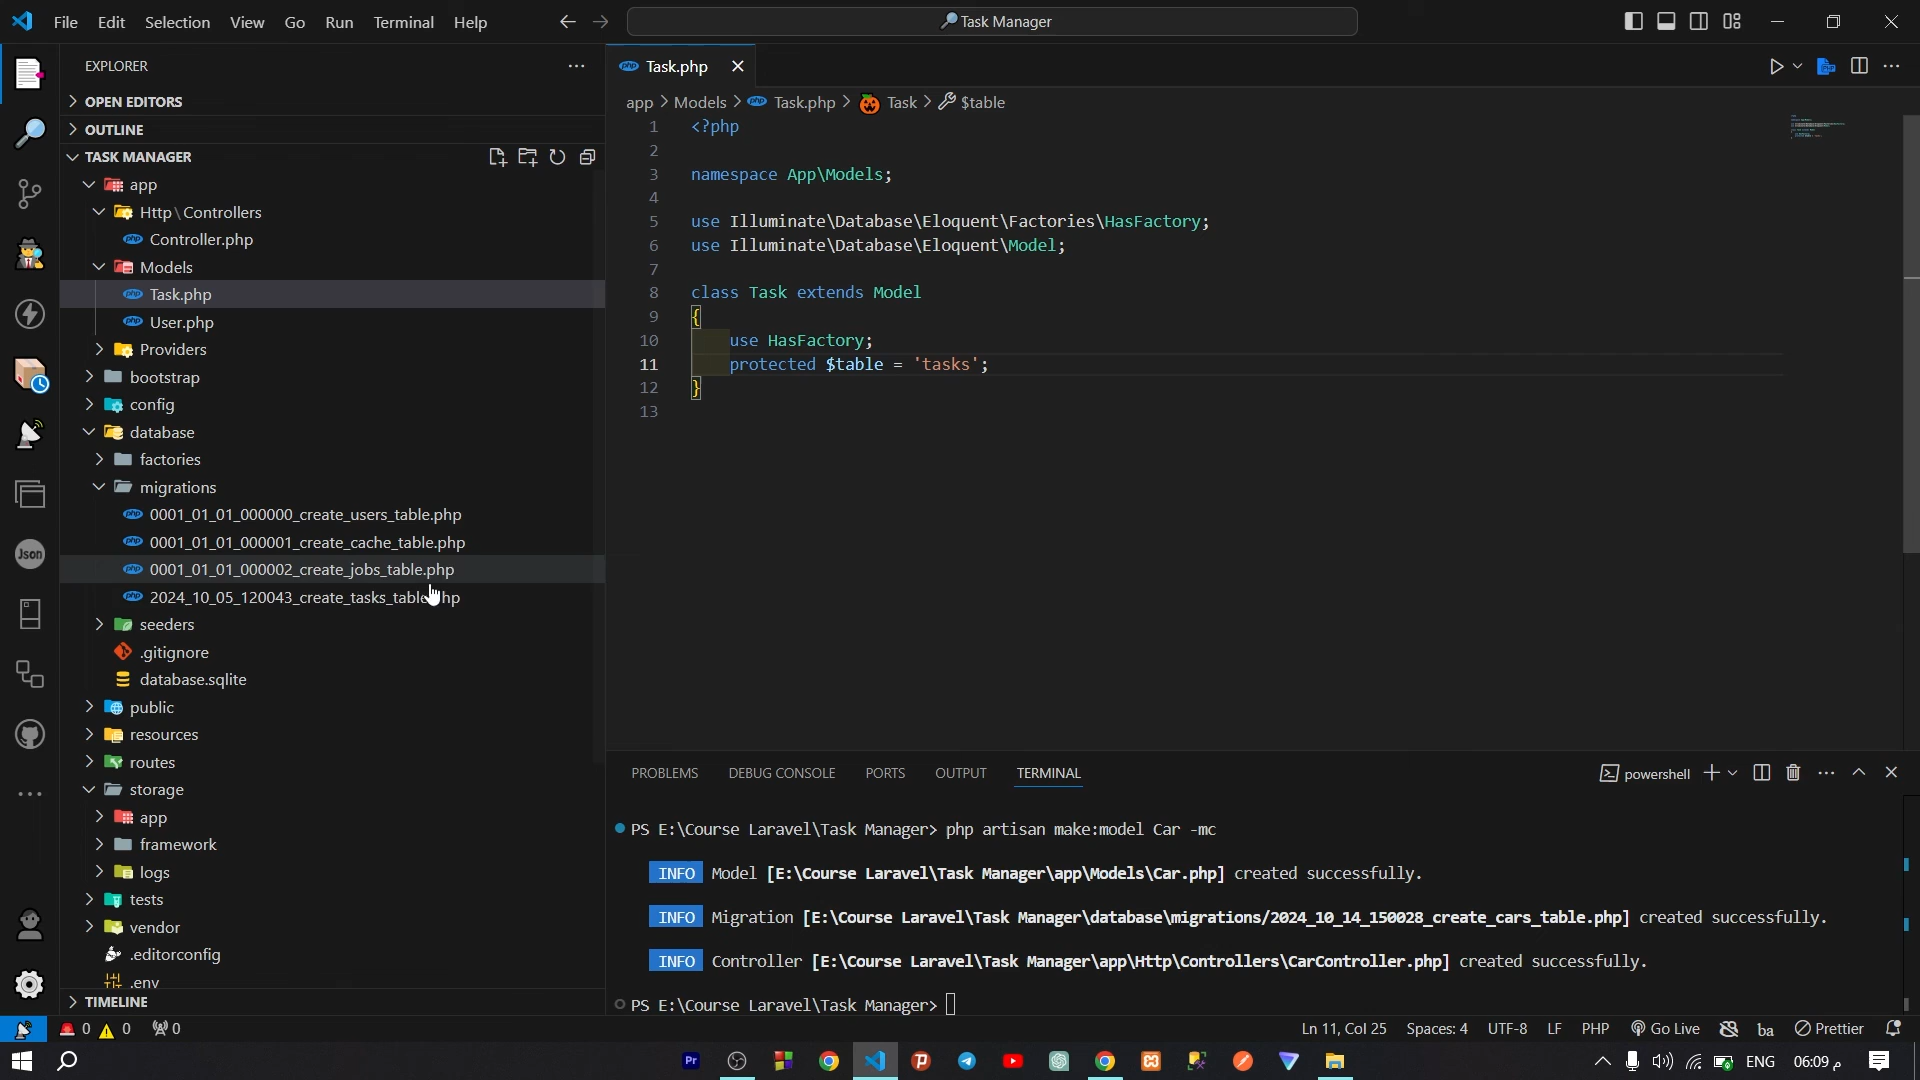 File Edit Selection View Go Run Terminal Help
Task Manager
EXPLORER
OPEN EDITORS
OUTLINE
TASK MANAGER
app
Http\Controllers
Controller.php
Models
Task.php
User.php
Providers
bootstrap
config
database
factories
migrations
0001_01_01_000000_create_users_table.php
0001_01_01_000001_create_cache_table.php
0001_01_01_000002_create_jobs_table.php
2024_10_05_120043_create_tasks_table hp
seeders
.gitignore
database.sqlite
public
resources
routes
storage
app
framework
logs
tests
vendor
.editorconfig
.env
TIMELINE
Task.php
app > Models > Task.php > Task > $table
1 <?php
2
3 namespace App\Models;
4
5 use Illuminate\Database\Eloquent\Factories\HasFactory;
6 use Illuminate\Database\Eloquent\Model;
7
8 class Task extends Model
9 {
10 use HasFactory;
11 protected $table = 'tasks';
12 }
13
PROBLEMS DEBUG CONSOLE PORTS OUTPUT TERMINAL
powershell
PS E:\Course Laravel\Task Manager> php artisan make:model Car -mc
INFO Model [E:\Course Laravel\Task Manager\app\Models\Car.php] created successfully.
INFO Migration [E:\Course Laravel\Task Manager\database\migrations/2024_10_14_150028_create_cars_table.php] created successfully.
INFO Controller [E:\Course Laravel\Task Manager\app\Http\Controllers\CarController.php] created successfully.
PS E:\Course Laravel\Task Manager>
0 0 0
Ln 11, Col 25 Spaces: 4 UTF-8 LF PHP Go Live ba Prettier
Json
Pr
ENG 06:09 م